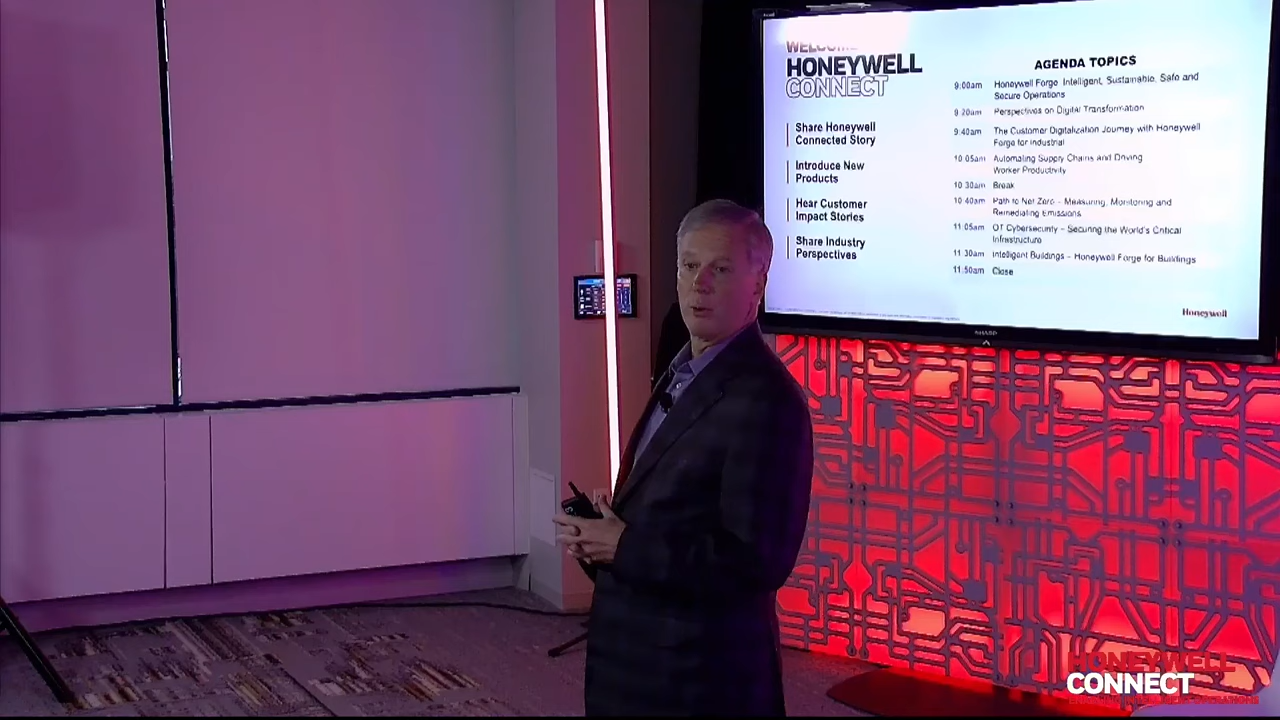 WELCOME
HONEYWELL
CONNECT
Share Honeywell
Connected Story
Introduce New
Products
Hear Customer
Impact Stories
Share Industry
Perspectives
AGENDA TOPICS
9:00am Honeywell Forge Intelligent, Sustainable, Safe and
Secure Operations
9:20am Perspectives on Digital Transformation
9:40am The Customer Digitalization Journey with Honeywell
Forge for Industrial
10:05am Automating Supply Chains and Driving
Worker Productivity
10:30am Break
10:40am Path to Net Zero – Measuring, Monitoring and
Remediating Emissions
11:05am OT Cybersecurity – Securing the World's Critical
Infrastructure
11:30am Intelligent Buildings – Honeywell Forge for Buildings
11:50am Close
Honeywell
SHARP
HONEYWELL
CONNECT